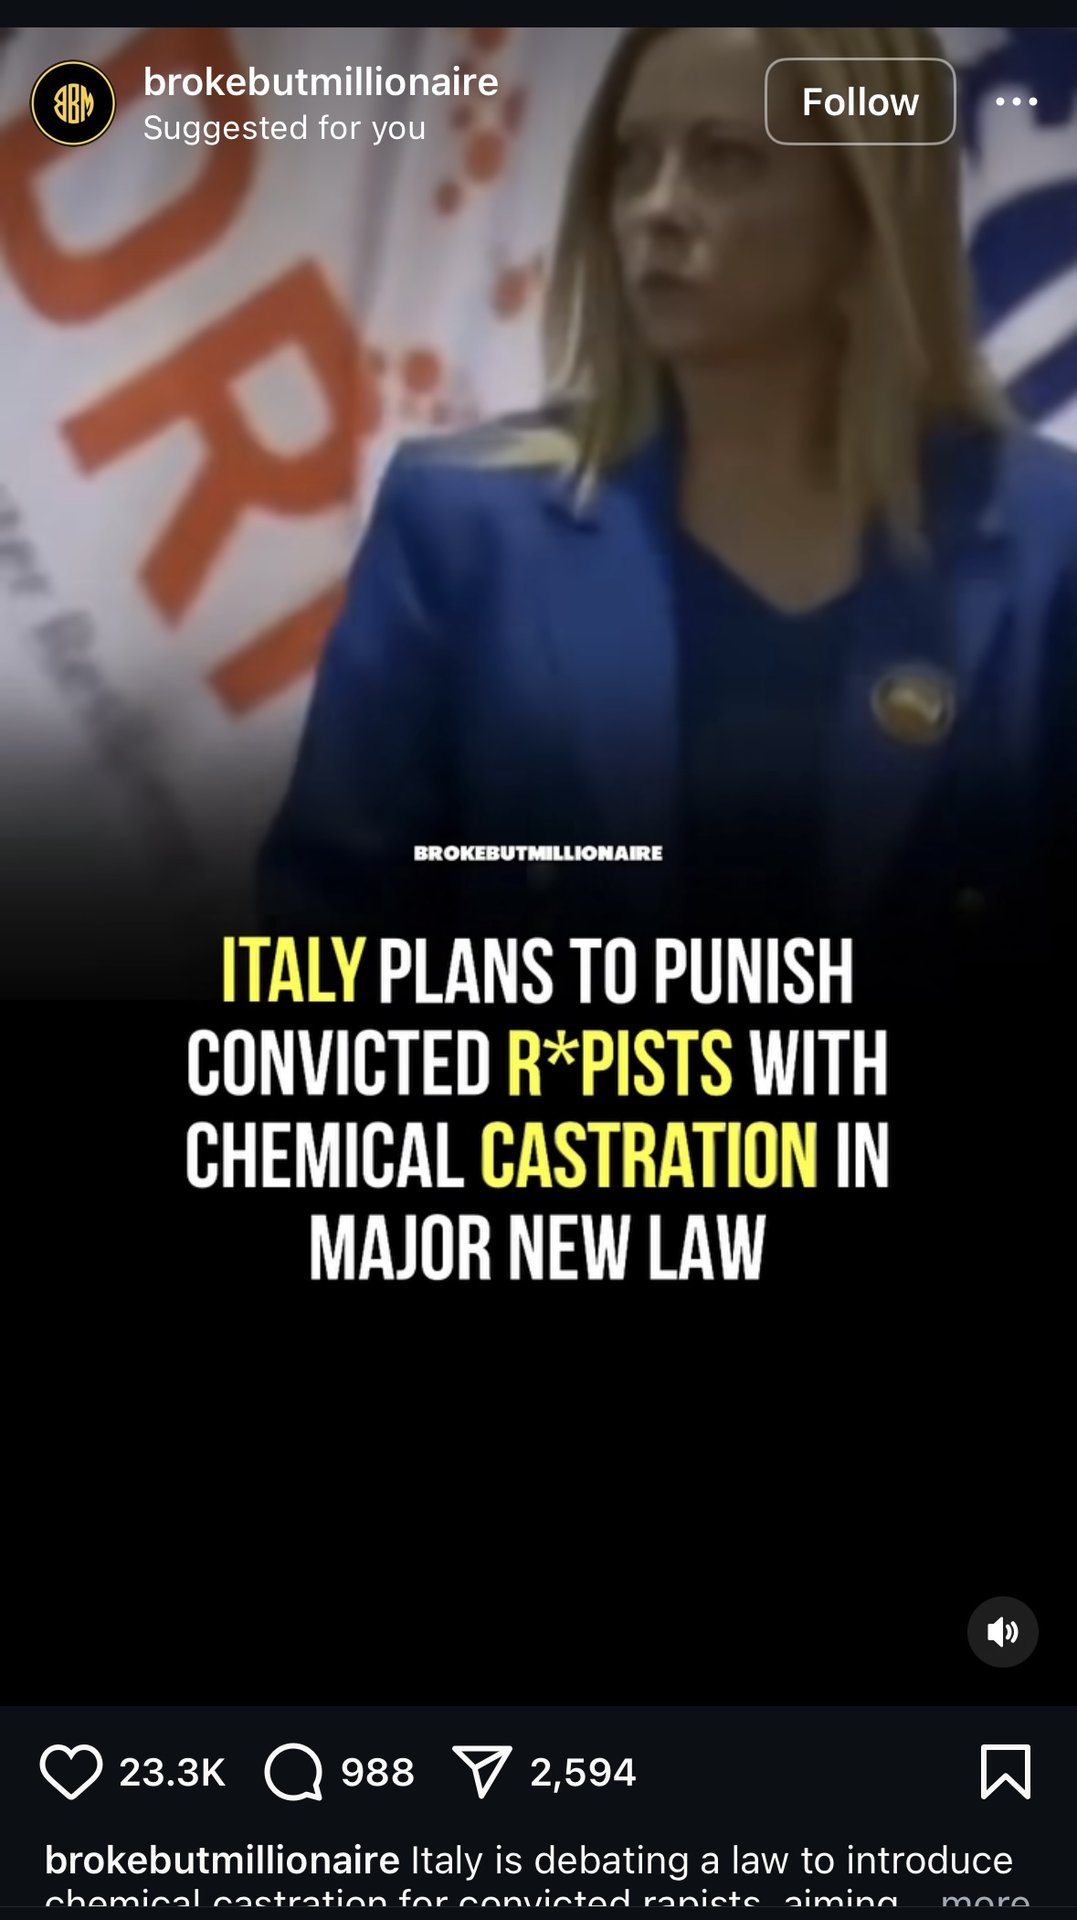 brokebutmillionaire
Suggested for you
Follow
ORI
BROKEBUTMILLIONAIRE
ITALY PLANS TO PUNISH
CONVICTED R*PISTS WITH
CHEMICAL CASTRATION IN
MAJOR NEW LAW
23.3K 988 2,594
brokebutmillionaire Italy is debating a law to introduce
chemical castration for convicted rapists, aiming... more